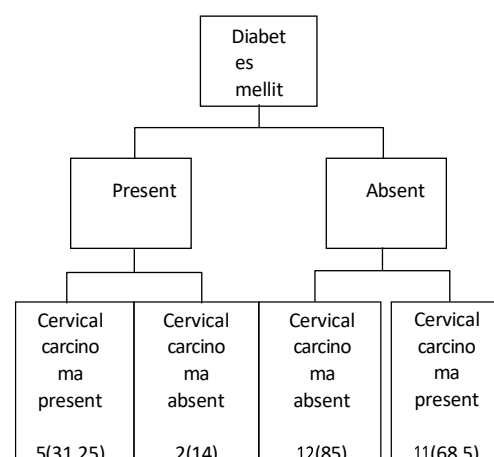 Diabet
es
mellit
Present
Absent
Cervical
carcino
ma
present
5(31.25)
Cervical
carcino
ma
absent
2(14)
Cervical
carcino
ma
absent
12(85)
Cervical
carcino
ma
present
11(68.5)